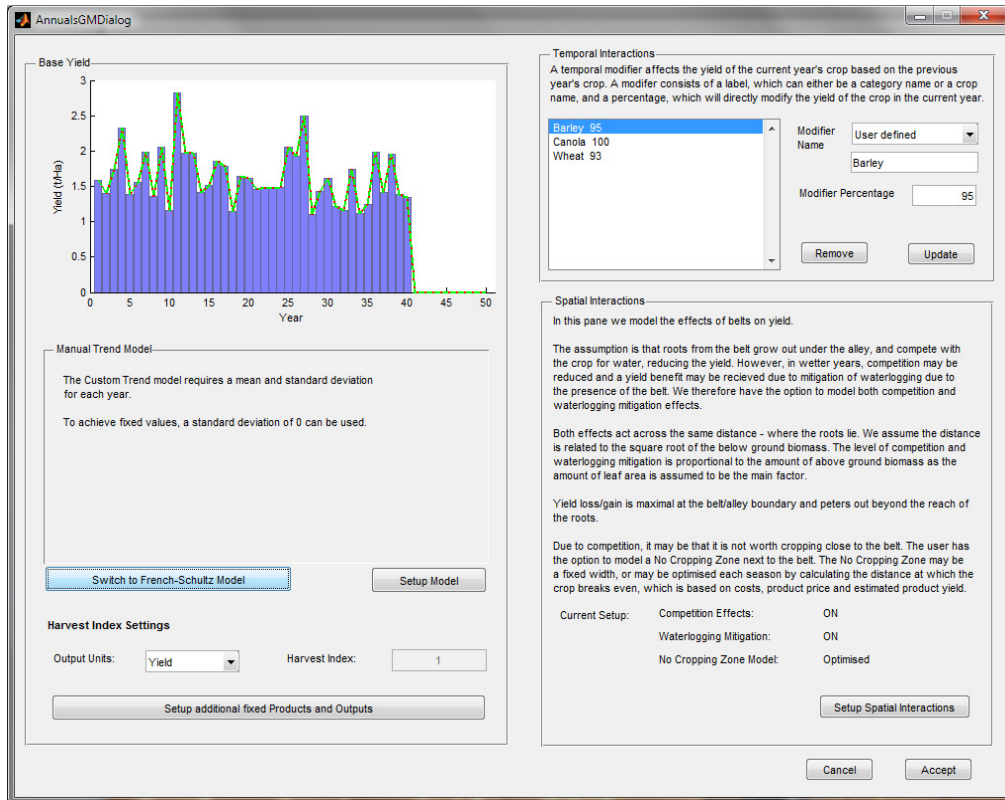 AnnualsGMDialog
Base Yield
3
2.5
2
1.5
1
0.5
0
Yield (t/Ha)
0 5 10 15 20 25 30 35 40 45 50
Year
Manual Trend Model
The Custom Trend model requires a mean and standard deviation
for each year.
To achieve fixed values, a standard deviation of 0 can be used.
Switch to French-Schultz Model
Setup Model
Harvest Index Settings
Output Units:
Yield
Harvest Index:
1
Setup additional fixed Products and Outputs
Temporal Interactions
A temporal modifier affects the yield of the current year's crop based on the previous
year's crop. A modifer consists of a label, which can either be a category name or a crop
name, and a percentage, which will directly modify the yield of the crop in the current year.
Barley 95
Canola 100
Wheat 93
Modifier
Name
User defined
Barley
Modifier Percentage
95
Remove
Update
Spatial Interactions
In this pane we model the effects of belts on yield.
The assumption is that roots from the belt grow out under the alley, and compete with
the crop for water, reducing the yield. However, in wetter years, competition may be
reduced and a yield benefit may be recieved due to mitigation of waterlogging due to
the presence of the belt. We therefore have the option to model both competition and
waterlogging mitigation effects.
Both effects act across the same distance - where the roots lie. We assume the distance
is related to the square root of the below ground biomass. The level of competition and
waterlogging mitigation is proportional to the amount of above ground biomass as the
amount of leaf area is assumed to be the main factor.
Yield loss/gain is maximal at the belt/alley boundary and peters out beyond the reach of
the roots.
Due to competition, it may be that it is not worth cropping close to the belt. The user has
the option to model a No Cropping Zone next to the belt. The No Cropping Zone may be
a fixed width, or may be optimised each season by calculating the distance at which the
crop breaks even, which is based on costs, product price and estimated product yield.
Current Setup:
Competition Effects: ON
Waterlogging Mitigation: ON
No Cropping Zone Model: Optimised
Setup Spatial Interactions
Cancel
Accept